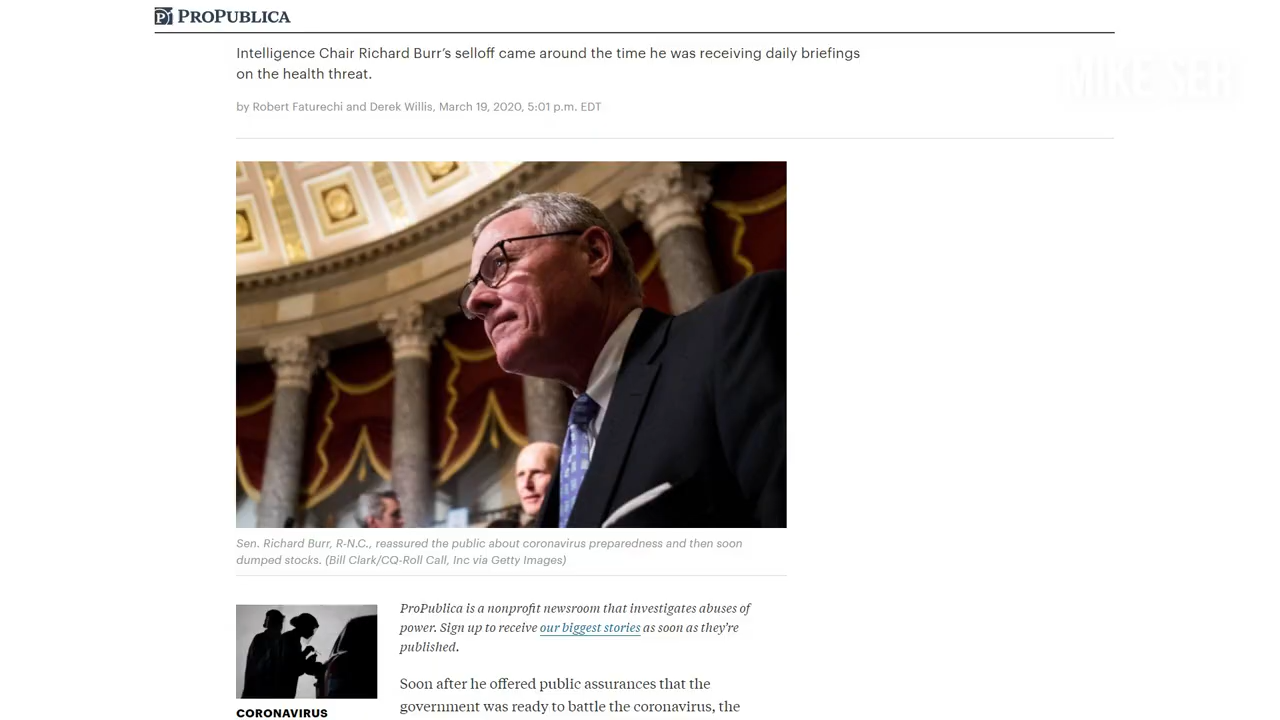 PROPUBLICA
Intelligence Chair Richard Burr’s selloff came around the time he was receiving daily briefings
on the health threat.
MIKE SEH
by Robert Faturechi and Derek Willis, March 19, 2020, 5:01 p.m. EDT
Sen. Richard Burr, R-N.C., reassured the public about coronavirus preparedness and then soon
dumped stocks. (Bill Clark/CQ-Roll Call, Inc via Getty Images)
ProPublica is a nonprofit newsroom that investigates abuses of
power. Sign up to receive our biggest stories as soon as they’re
published.
Soon after he offered public assurances that the
government was ready to battle the coronavirus, the
CORONAVIRUS